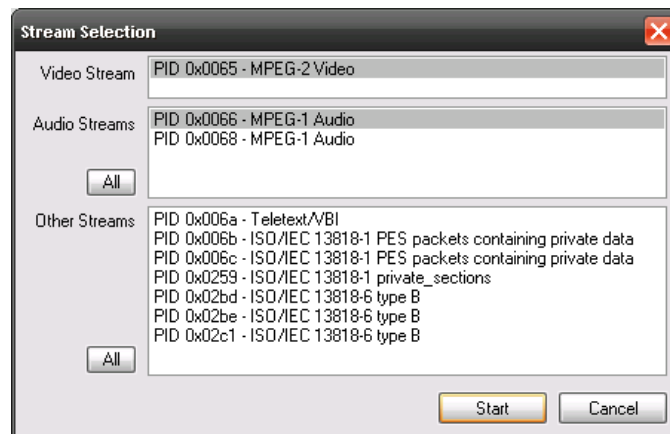 Stream Selection
Video Stream
PID 0x0065 - MPEG-2 Video
Audio Streams
PID 0x0066 - MPEG-1 Audio
PID 0x0068 - MPEG-1 Audio
All
Other Streams
PID 0x006a - Teletext/VBI
PID 0x006b - ISO/IEC 13818-1 PES packets containing private data
PID 0x006c - ISO/IEC 13818-1 PES packets containing private data
PID 0x0259 - ISO/IEC 13818-1 private_sections
PID 0x02bd - ISO/IEC 13818-6 type B
PID 0x02be - ISO/IEC 13818-6 type B
PID 0x02c1 - ISO/IEC 13818-6 type B
All
Start
Cancel